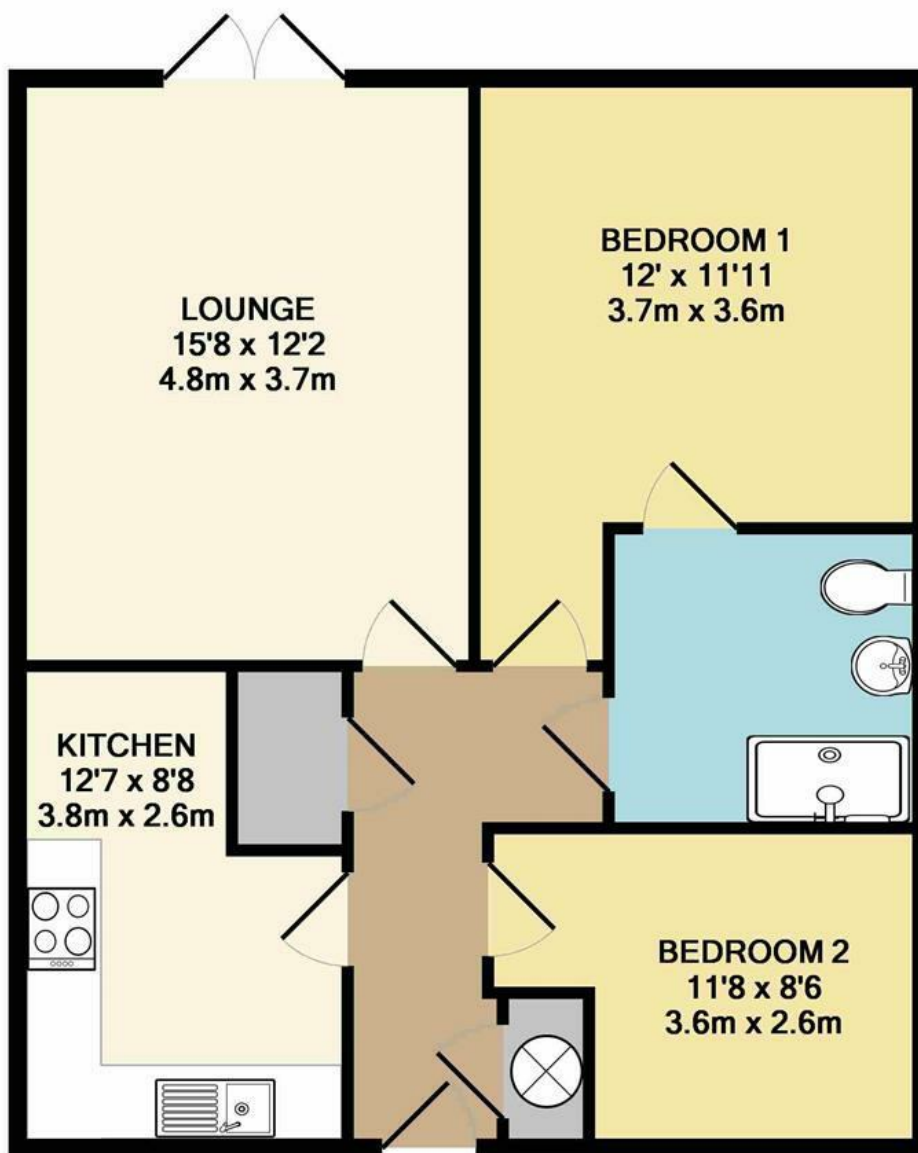 LOUNGE
15'8 x 12'2
4.8m x 3.7m
BEDROOM 1
12' x 11'11
3.7m x 3.6m
KITCHEN
12'7 x 8'8
3.8m x 2.6m
BEDROOM 2
11'8 x 8'6
3.6m x 2.6m